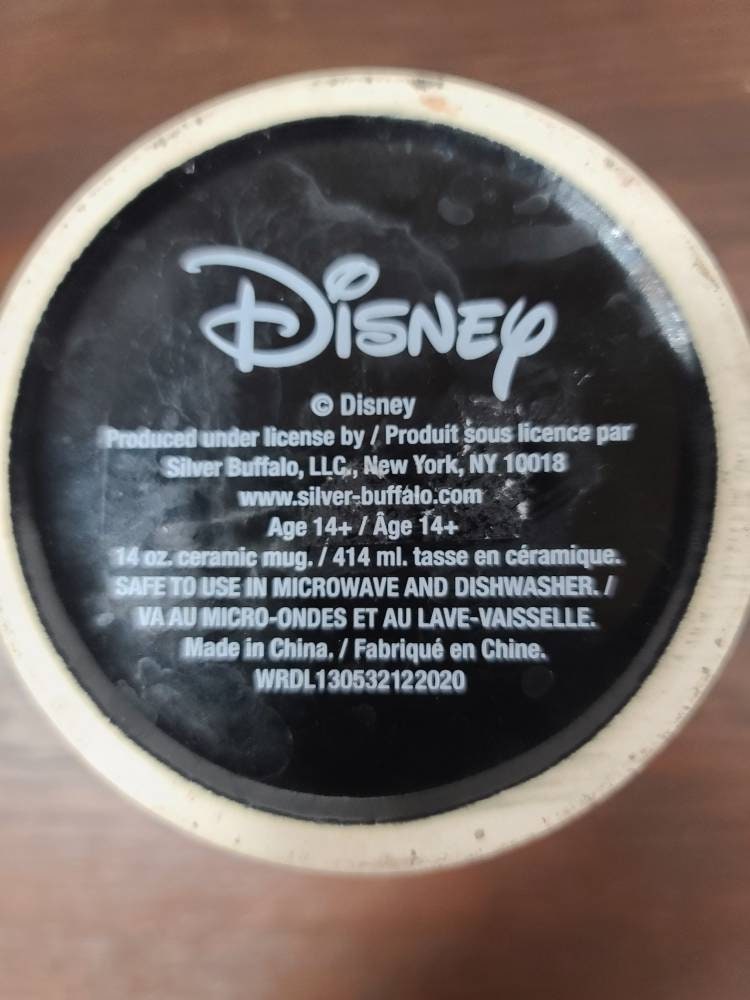 Disney
© Disney
Produced under license by / Produit sous licence par
Silver Buffalo, LLC., New York, NY 10018
www.silver-buffalo.com
Age 14+ / Âge 14+
14 oz. ceramic mug. / 414 ml. tasse en céramique.
SAFE TO USE IN MICROWAVE AND DISHWASHER. /
VA AU MICRO-ONDES ET AU LAVE-VAISSELLE.
Made in China. / Fabriqué en Chine.
WRDL130532122020